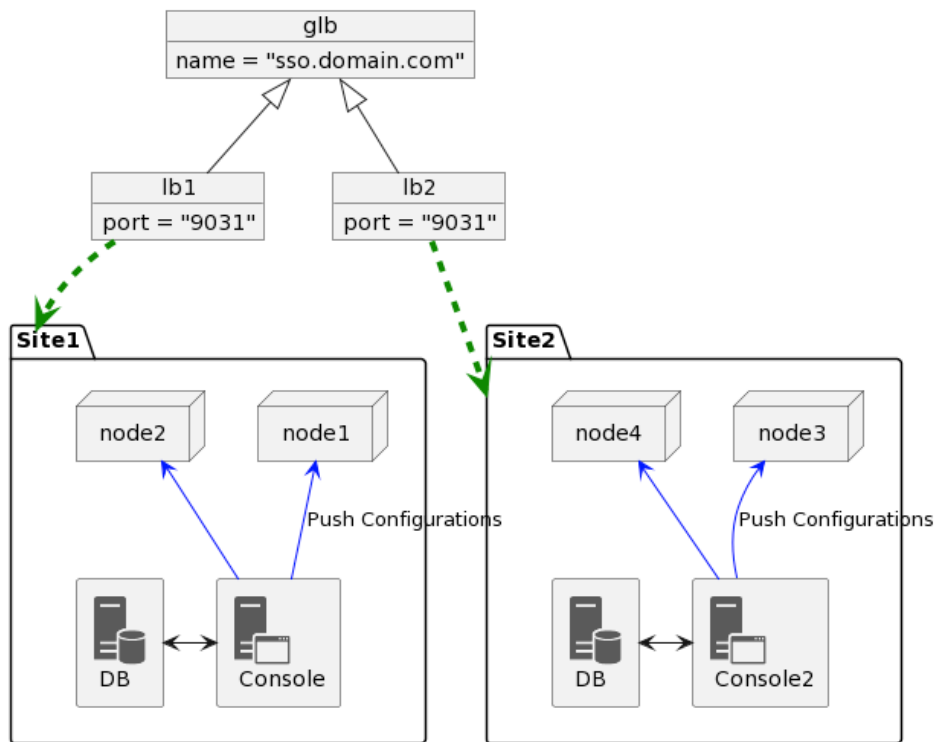 glb
name = "sso.domain.com"
lb1
port = "9031"
lb2
port = "9031"
Site1
node2
node1
Push Configurations
DB
Console
Site2
node4
node3
Push Configurations
DB
Console2